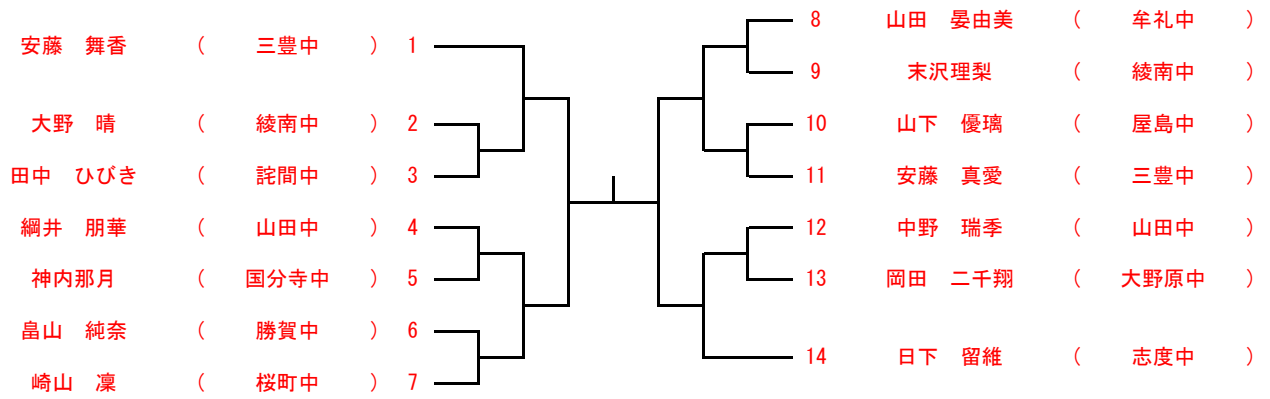 安藤　舞香 （ 三豊中 ） 1
大野　晴 （ 綾南中 ） 2
田中　ひびき （ 詫間中 ） 3
綱井　朋華 （ 山田中 ） 4
神内那月 （ 国分寺中 ） 5
畠山　純奈 （ 勝賀中 ） 6
崎山　凜 （ 桜町中 ） 7
8 山田　晏由美 （ 牟礼中 ）
9 末沢理梨 （ 綾南中 ）
10 山下　優璃 （ 屋島中 ）
11 安藤　真愛 （ 三豊中 ）
12 中野　瑞季 （ 山田中 ）
13 岡田　二千翔 （ 大野原中 ）
14 日下　留維 （ 志度中 ）